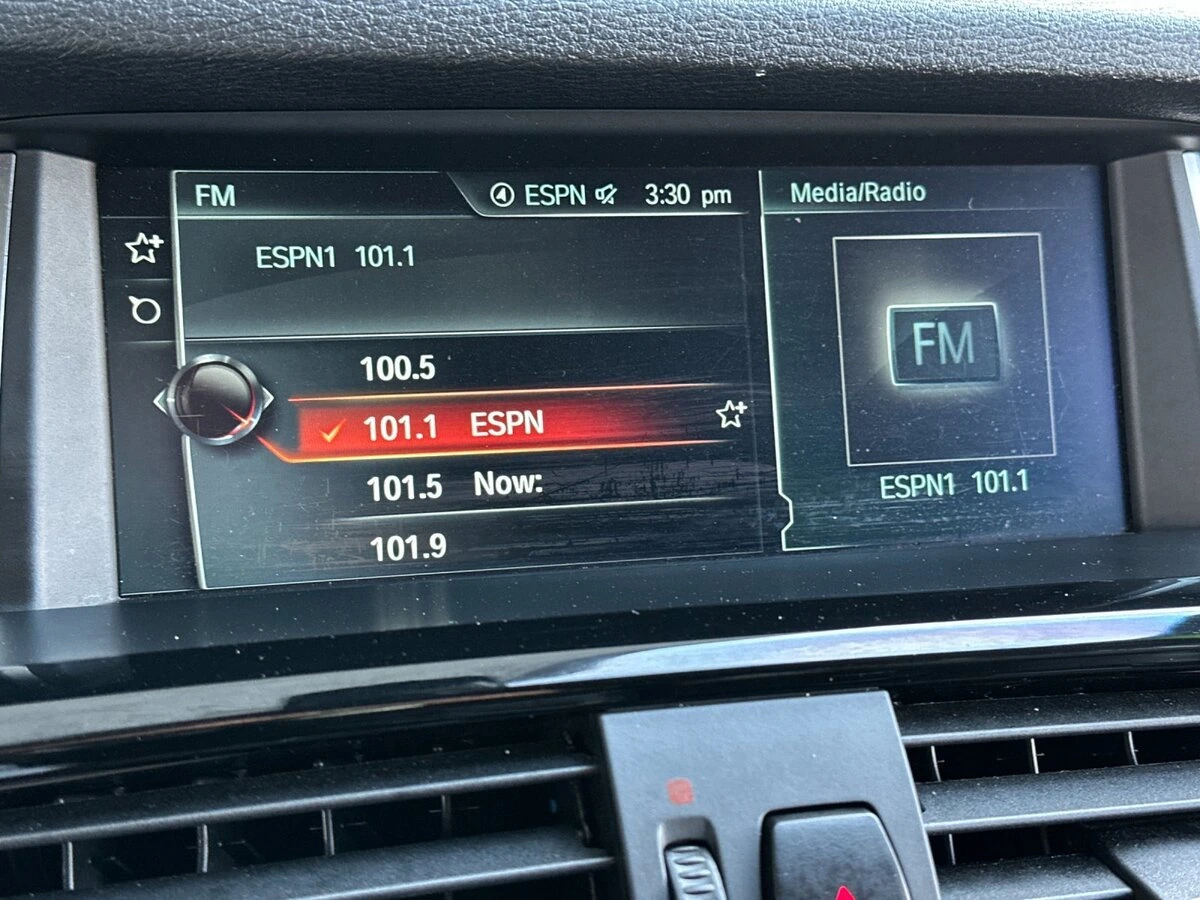 FM
ESPN 3:30 pm
Media/Radio
ESPN1 101.1
100.5
101.1 ESPN
101.5 Now:
101.9
FM
ESPN1 101.1